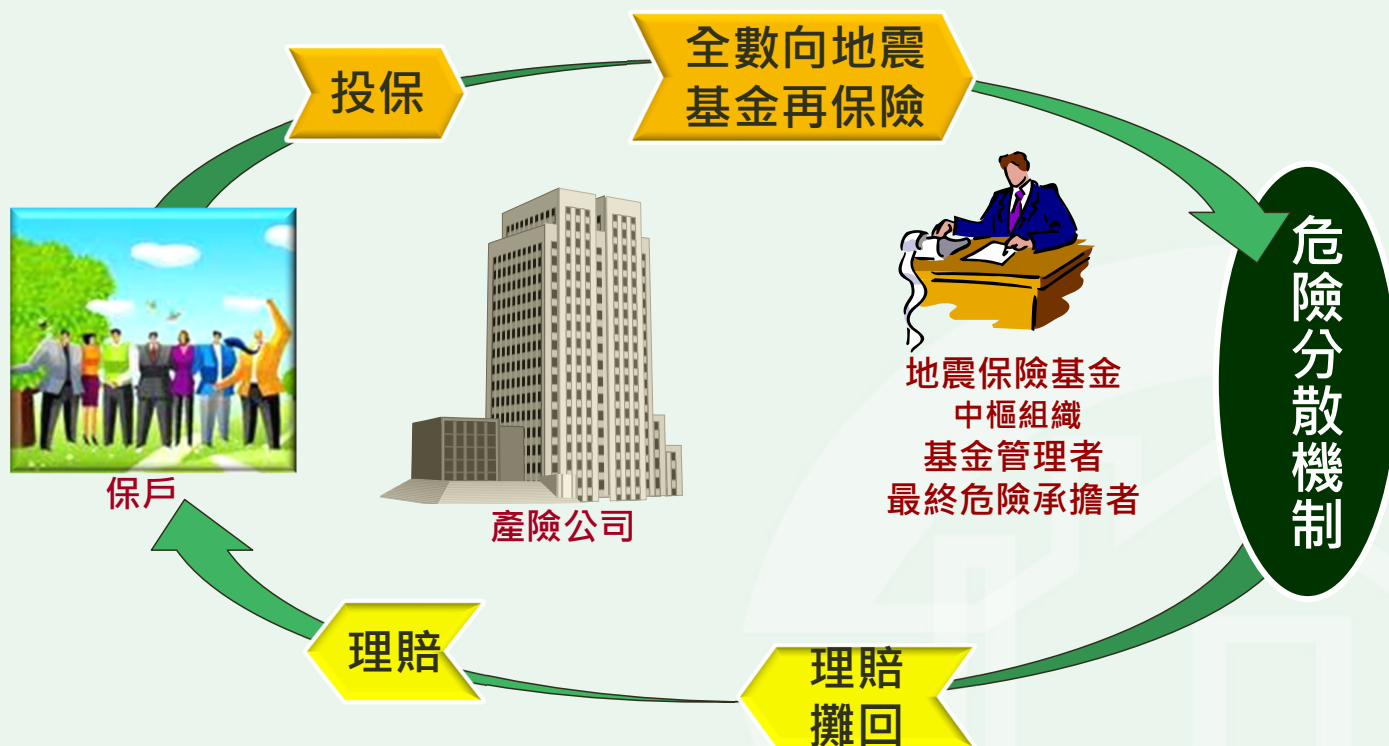 全數向地震
基金再保險
投保
危險分散機制
地震保險基金
中樞組織
基金管理者
最終危險承擔者
保戶
產險公司
理賠
理賠
攤回